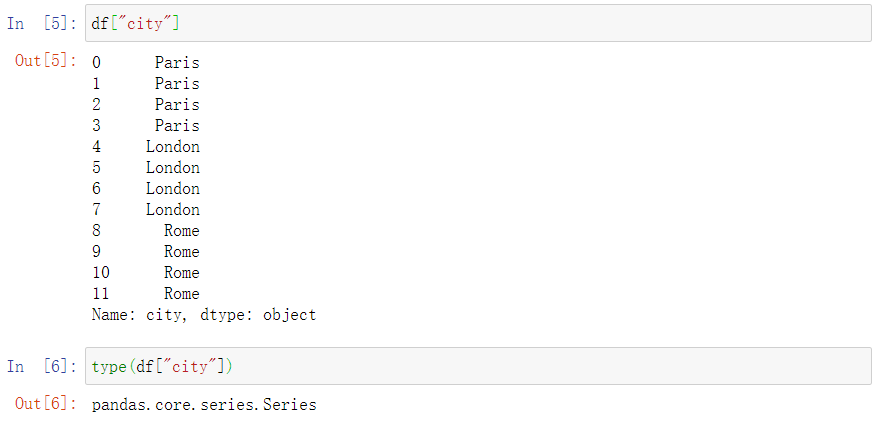 In [5]: df["city"]
Out[5]: 0 Paris
1 Paris
2 Paris
3 Paris
4 London
5 London
6 London
7 London
8 Rome
9 Rome
10 Rome
11 Rome
Name: city, dtype: object
In [6]: type(df["city"])
Out[6]: pandas.core.series.Series